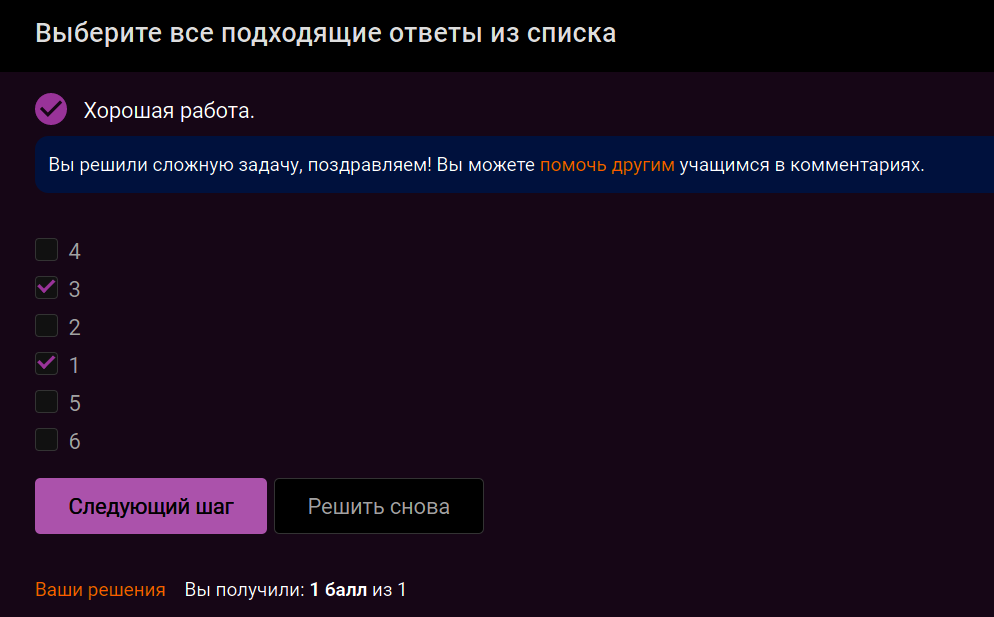 Выберите все подходящие ответы из списка
Хорошая работа.
Вы решили сложную задачу, поздравляем! Вы можете помочь другим учащимся в комментариях.
4
3
2
1
5
6
Следующий шаг
Решить снова
Ваши решения Вы получили: 1 балл из 1